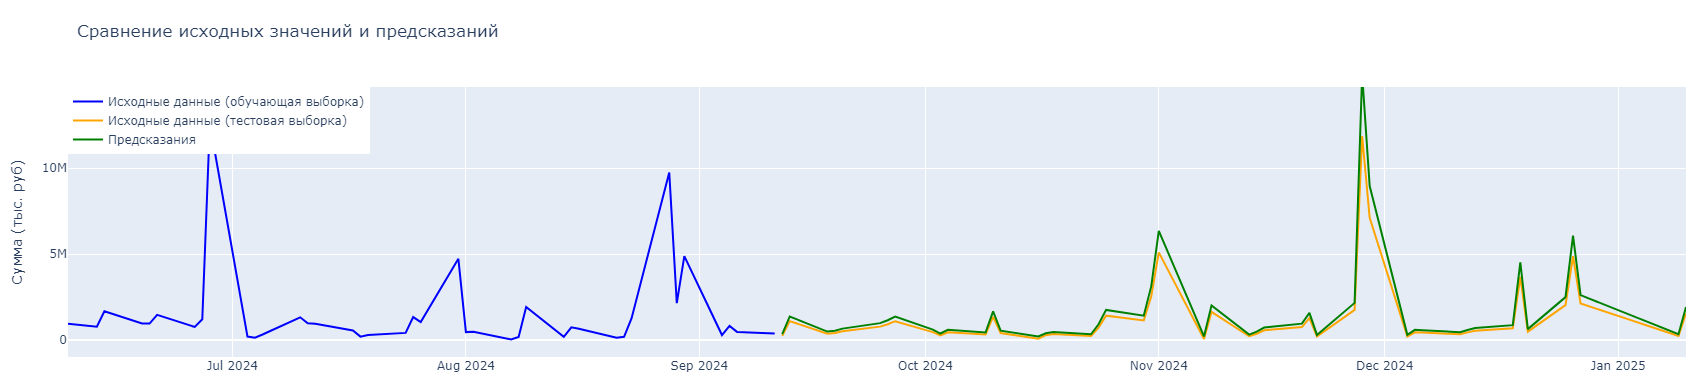 Сравнение исходных значений и предсказаний
Исходные данные (обучающая выборка)
Исходные данные (тестовая выборка)
Предсказания
Сумма (тыс. руб)
10M
5M
0
Jul 2024
Aug 2024
Sep 2024
Oct 2024
Nov 2024
Dec 2024
Jan 2025